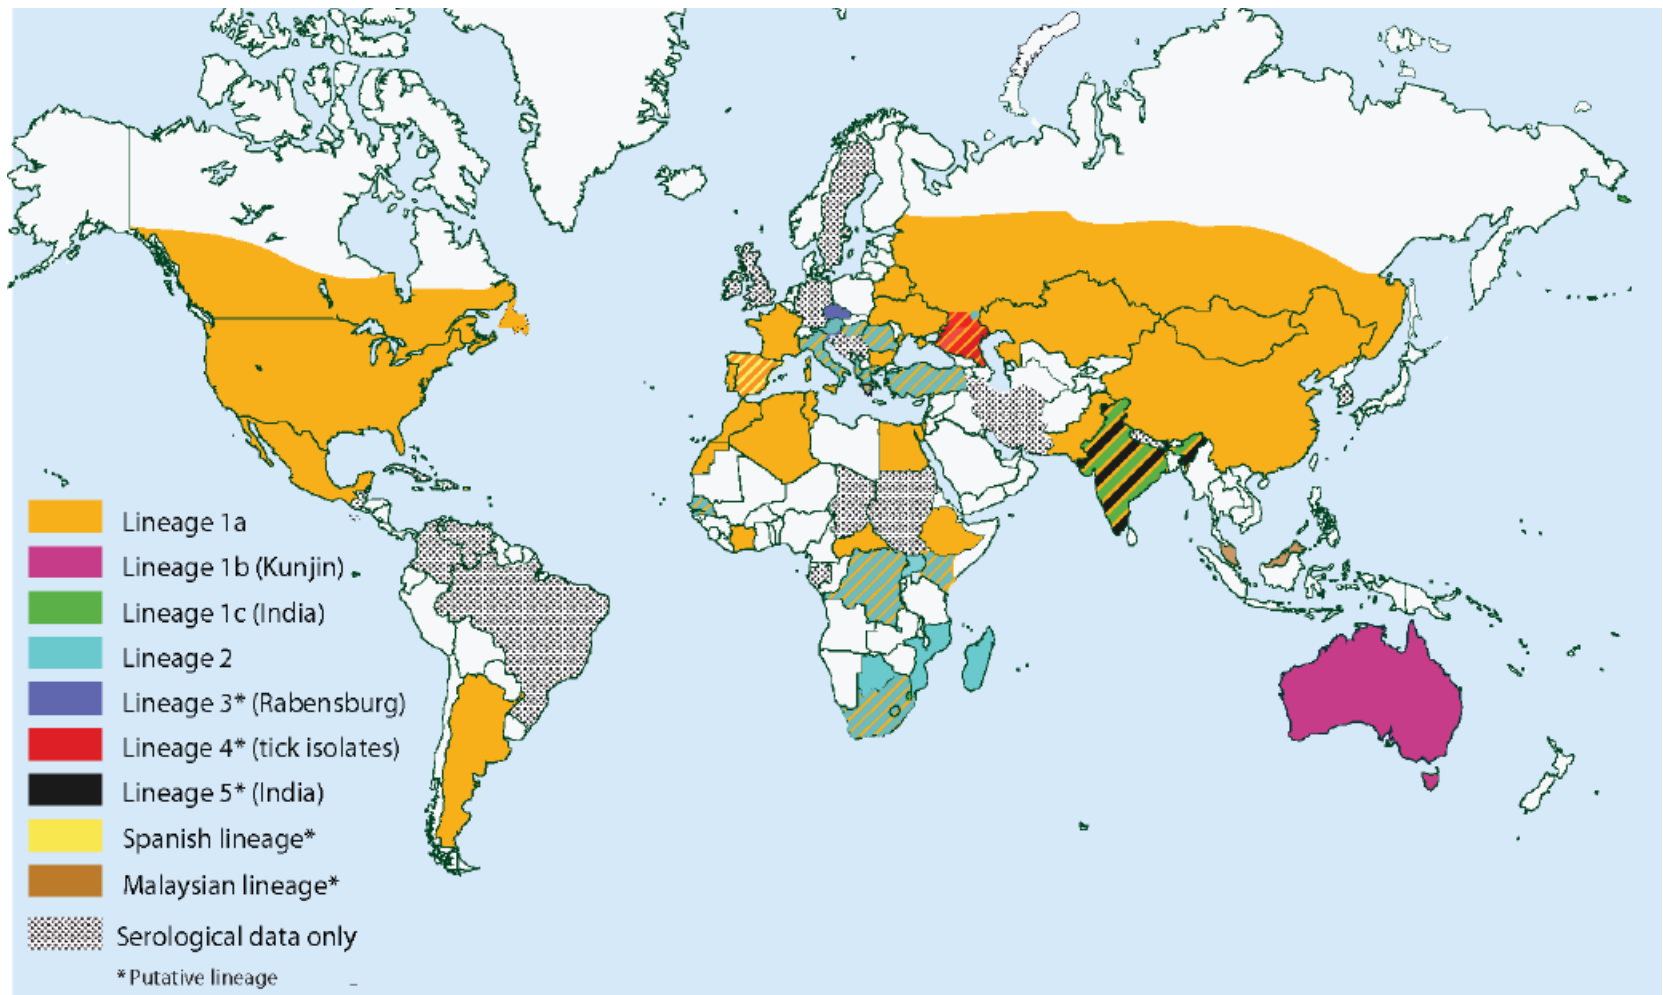 Lineage 1a
Lineage 1b (Kunjin)
Lineage 1c (India)
Lineage 2
Lineage 3* (Rabensburg)
Lineage 4* (tick isolates)
Lineage 5* (India)
Spanish lineage*
Malaysian lineage*
Serological data only
*Putative lineage